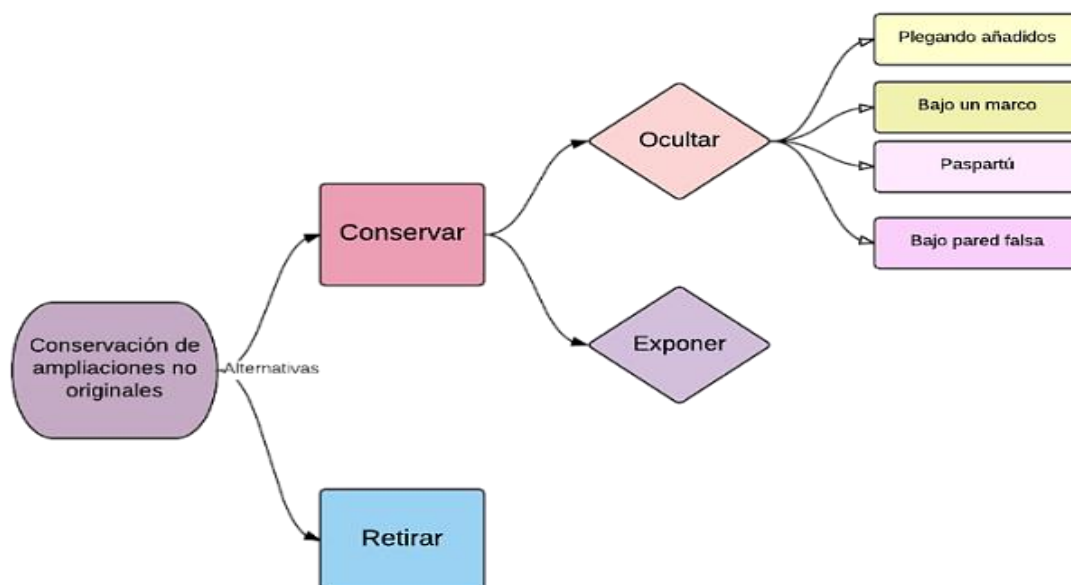 Conservación de
ampliaciones no
originales
Alternativas
Conservar
Retirar
Ocultar
Exponer
Plegando añadidos
Bajo un marco
Paspartú
Bajo pared falsa